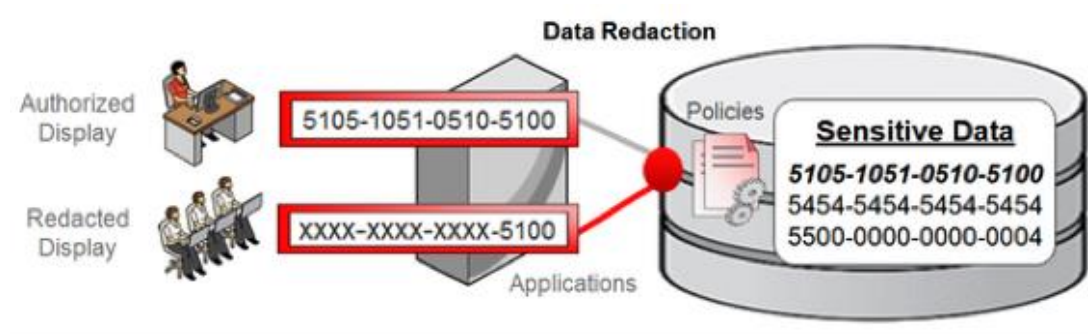 Data Redaction
Authorized
Display
5105-1051-0510-5100
Redacted
Display
XXXX-XXXX-XXXX-5100
Applications
Policies
Sensitive Data
5105-1051-0510-5100
5454-5454-5454-5454
5500-0000-0000-0004